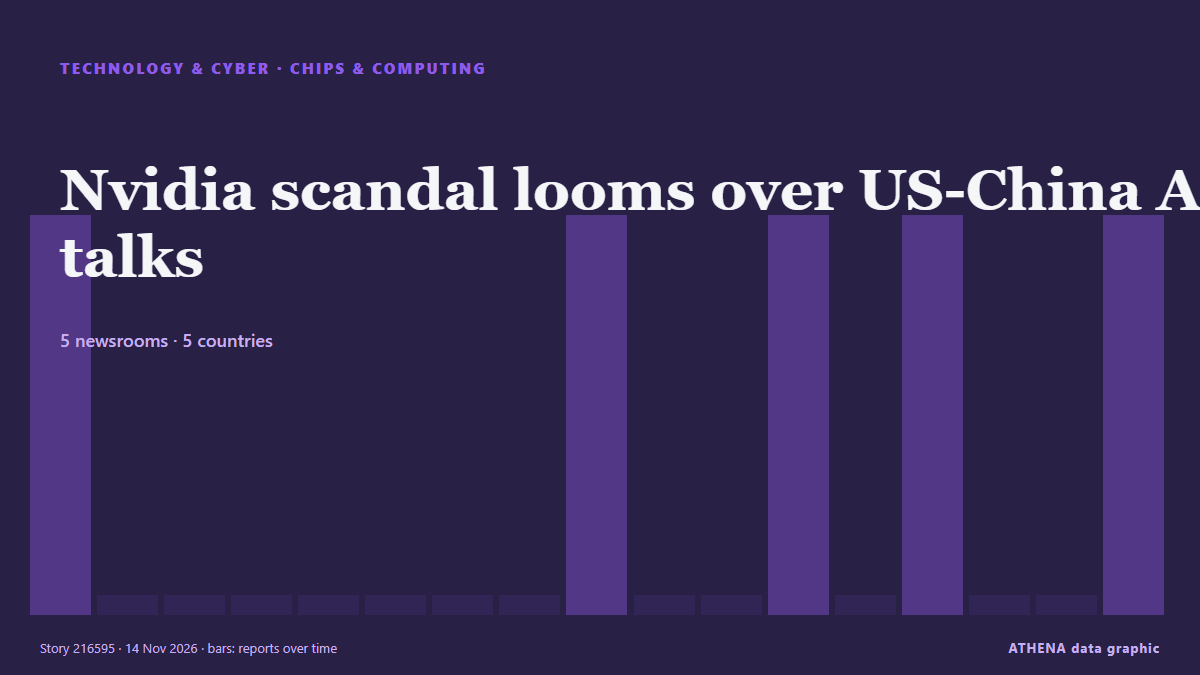 TECHNOLOGY & CYBER · CHIPS & COMPUTING
Nvidia scandal looms over US-China A
talks
5 newsrooms · 5 countries
Story 216595 · 14 Nov 2026 · bars: reports over time
ATHENA data graphic